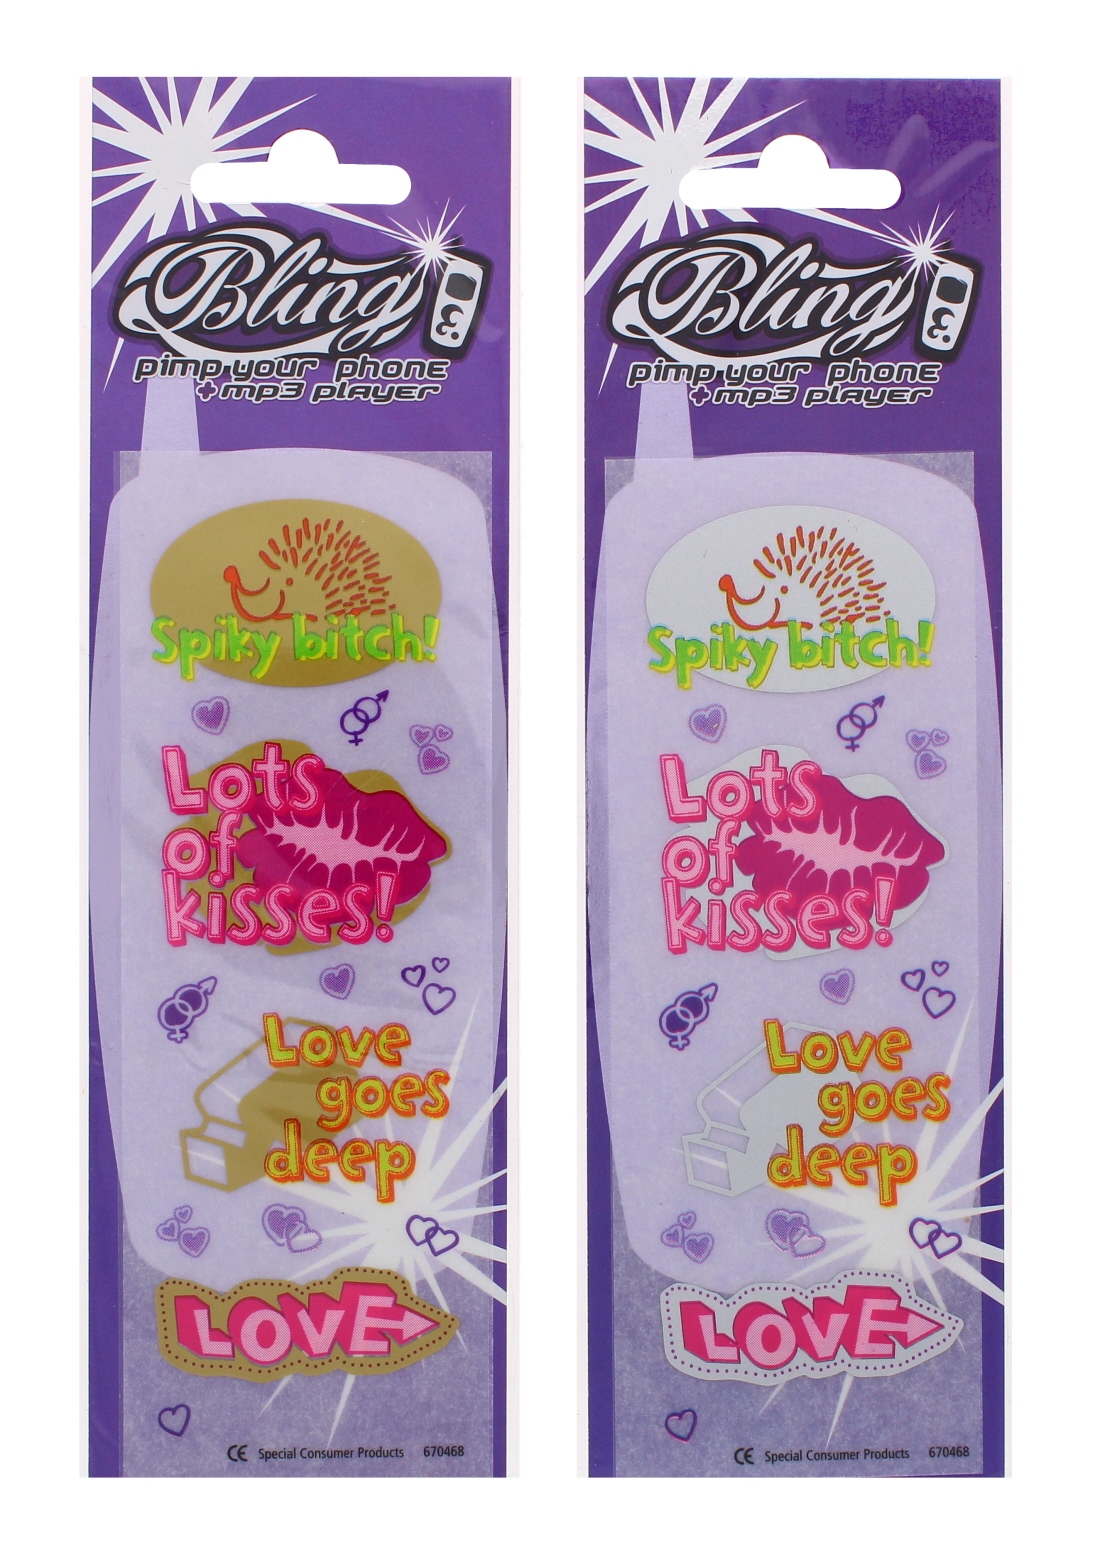 Bling
pimp your phone
+mp3 player
Spiky bitch!
Lots
of
kisses!
Love
goes
deep
LOVE
CE Special Consumer Products 670468
Bling
pimp your phone
+mp3 player
Spiky bitch!
Lots
of
kisses!
Love
goes
deep
LOVE
CE Special Consumer Products 670468